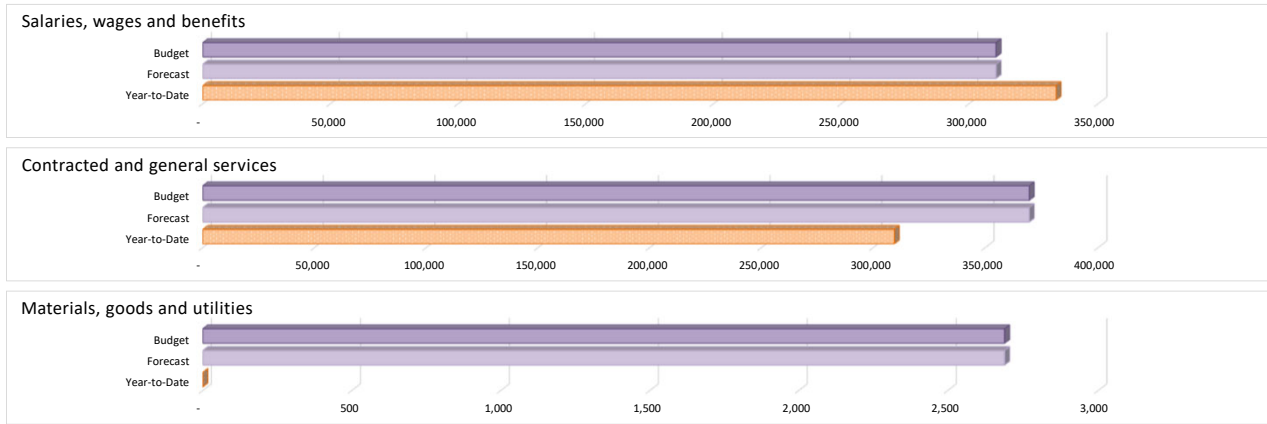 Salaries, wages and benefits
Budget
Forecast
Year-to-Date
- 50,000 100,000 150,000 200,000 250,000 300,000 350,000
Contracted and general services
Budget
Forecast
Year-to-Date
- 50,000 100,000 150,000 200,000 250,000 300,000 350,000 400,000
Materials, goods and utilities
Budget
Forecast
Year-to-Date
- 500 1,000 1,500 2,000 2,500 3,000